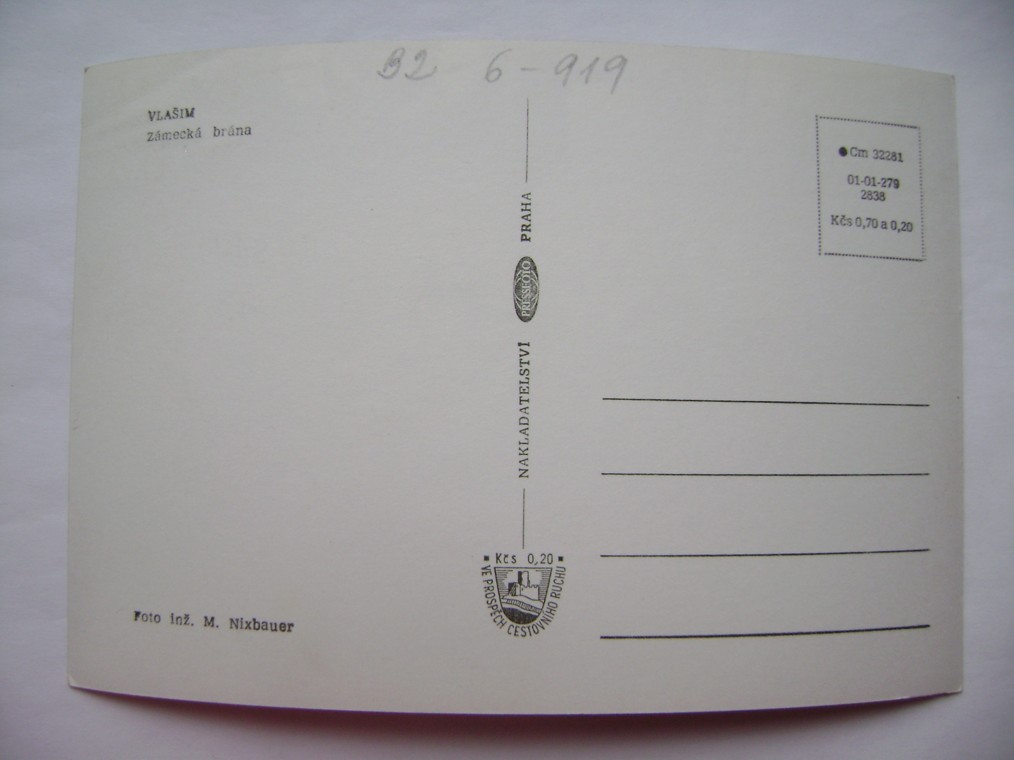 B2 6-919
VLAŠIM
Zámecká brána
● Cm 32281
01-01-279
2838
Kčs 0,70 a 0,20
NAKLADATELSTVÍ PRESSFOTO PRAHA
▪ Kčs 0,20 ▪
VE PROSPĚCH CESTOVNÍHO RUCHU
Foto inž. M. Nixbauer